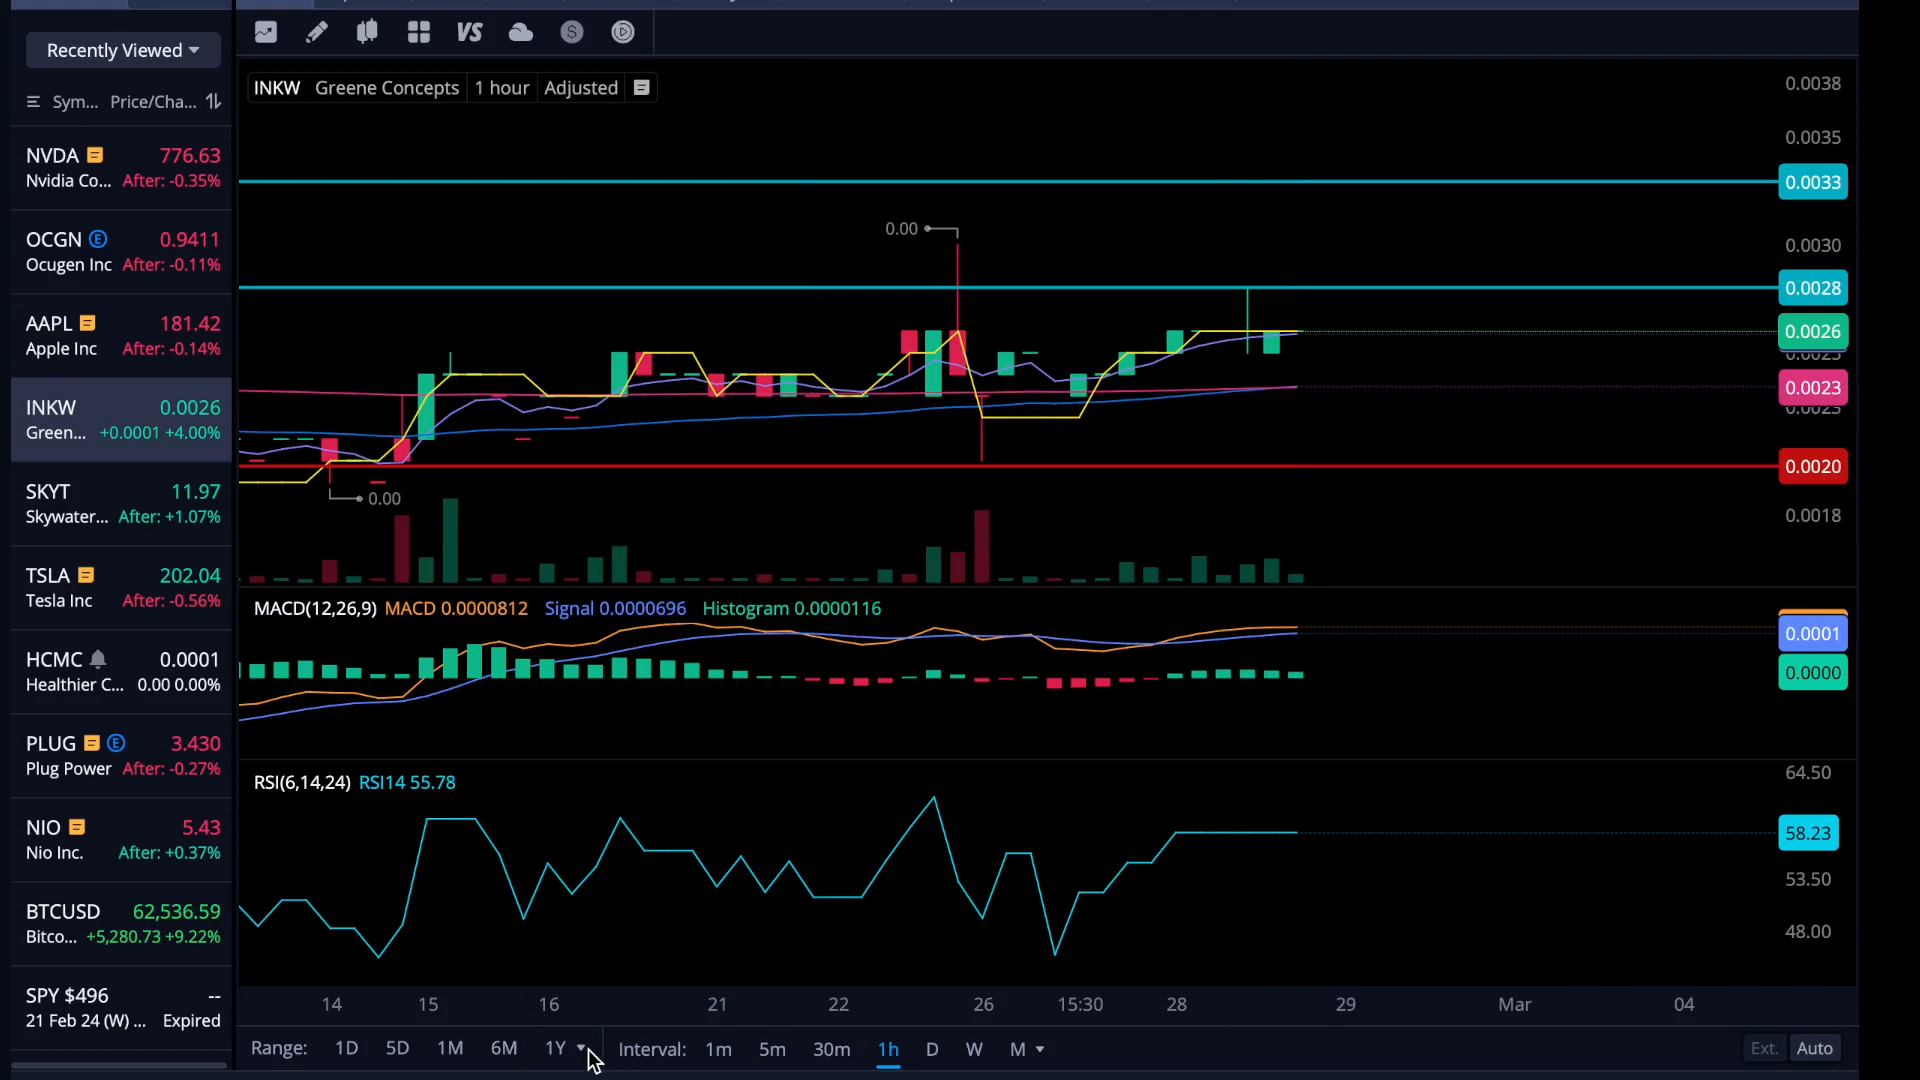 Recently Viewed
Sym... Price/Cha...
NVDA 776.63
Nvidia Co... After: -0.35%
OCGN E 0.9411
Ocugen Inc After: -0.11%
AAPL 181.42
Apple Inc After: -0.14%
INKW 0.0026
Green... +0.0001 +4.00%
SKYT 11.97
Skywater... After: +1.07%
TSLA 202.04
Tesla Inc After: -0.56%
HCMC 0.0001
Healthier C... 0.00 0.00%
PLUG E 3.430
Plug Power After: -0.27%
NIO 5.43
Nio Inc. After: +0.37%
BTCUSD 62,536.59
Bitco... +5,280.73 +9.22%
SPY $496 --
21 Feb 24 (W) ... Expired
VS S
INKW Greene Concepts 1 hour Adjusted
0.0038
0.0035
0.0033
0.00
0.0030
0.0028
0.0026
0.0023
0.0023
0.0020
0.00
0.0018
MACD(12,26,9) MACD 0.0000812 Signal 0.0000696 Histogram 0.0000116
0.0001
0.0000
RSI(6,14,24) RSI14 55.78
64.50
58.23
53.50
48.00
14 15 16 21 22 26 15:30 28 29 Mar 04
Range: 1D 5D 1M 6M 1Y Interval: 1m 5m 30m 1h D W M Ext. Auto